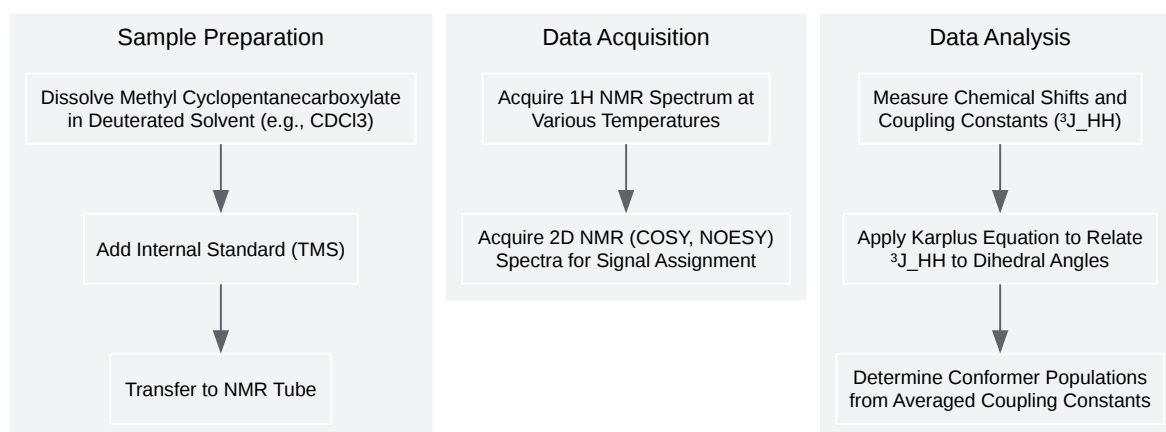 Sample Preparation
Dissolve Methyl Cyclopentanecarboxylate
in Deuterated Solvent (e.g., CDCl3)
Add Internal Standard (TMS)
Transfer to NMR Tube
Data Acquisition
Acquire 1H NMR Spectrum at
Various Temperatures
Acquire 2D NMR (COSY, NOESY)
Spectra for Signal Assignment
Data Analysis
Measure Chemical Shifts and
Coupling Constants (³J_HH)
Apply Karplus Equation to Relate
³J_HH to Dihedral Angles
Determine Conformer Populations
from Averaged Coupling Constants